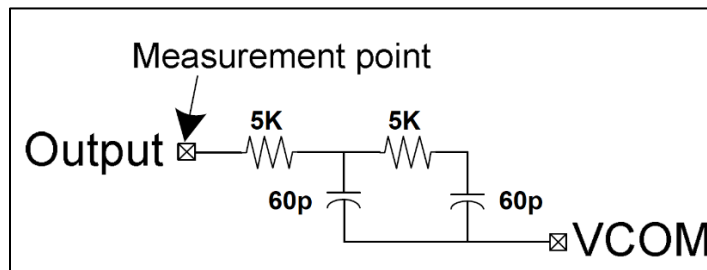 Measurement point
5K
5K
Output
60p
60p
VCOM